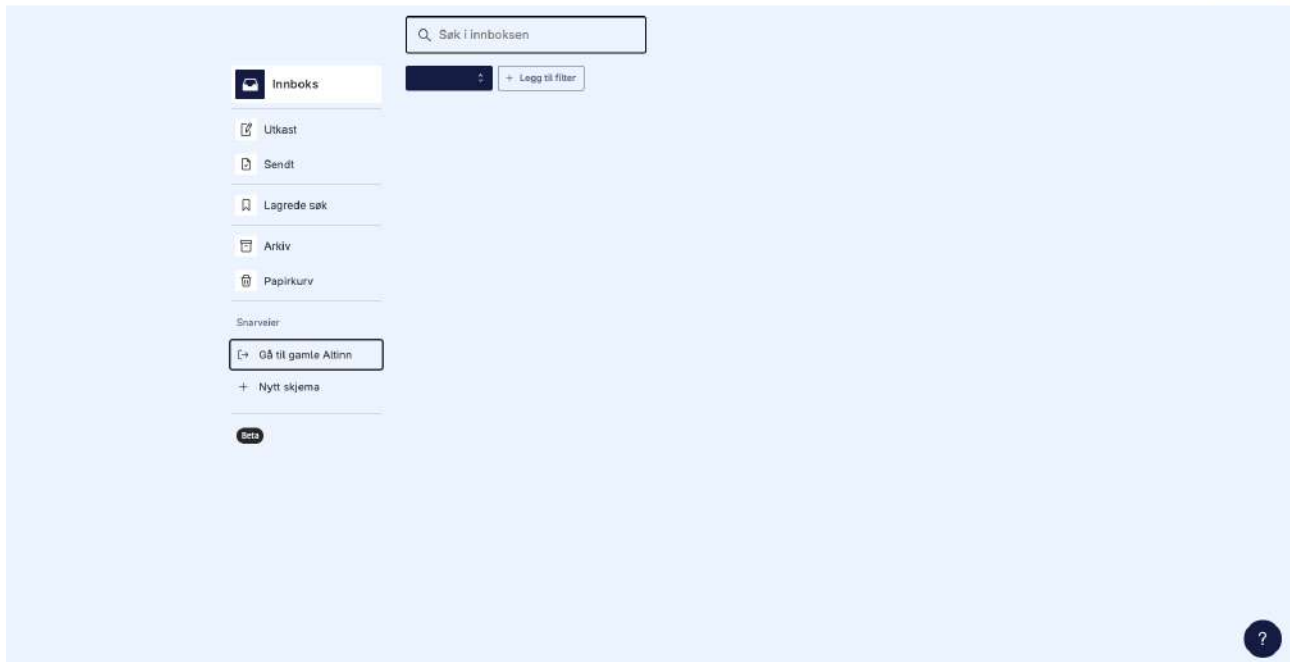 Søk i innboksen
Innboks
+ Legg til filter
Utkast
Sendt
Lagrede søk
Arkiv
Papirkurv
Snarveier
Gå til gamle Altinn
+ Nytt skjema
Beta
?